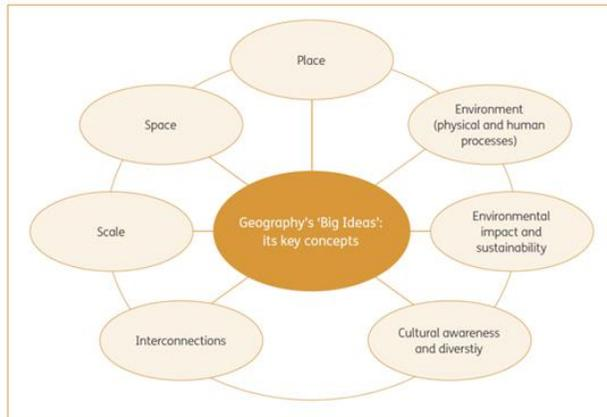 Place
Space
Environment
(physical and human
processes)
Geography's 'Big Ideas':
its key concepts
Scale
Environmental
impact and
sustainability
Interconnections
Cultural awareness
and diverstiy